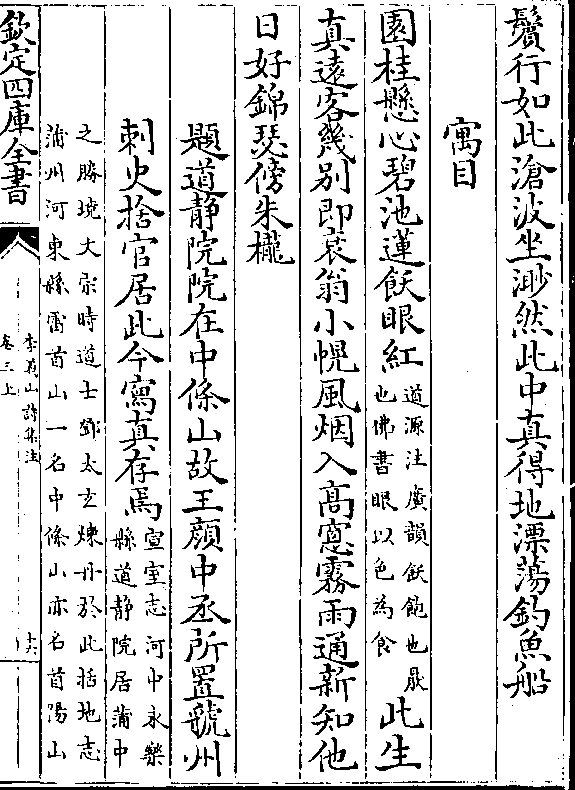 鬢行如此滄波坐渺然此中真得地漂蕩釣魚船
寓目
園桂懸心碧池蓮飫眼紅
道源注廣韻飫飽也厭
也佛書眼以色為食
此生
真遠客幾别即衰翁小幌風烟入高窓霧雨通新知他
日好錦瑟傍朱櫳
題道静院院在中條山故王顔中丞所置虢州
刺史捨官居此今寫真存焉
宣室志河中永樂
縣道静院居蒲中
之勝境文宗時道士鄧太玄煉丹於此括地志
蒲州河東縣雷首山一名中條山亦名首陽山
欽定四庫全書
李義山詩集注
卷三上
十六